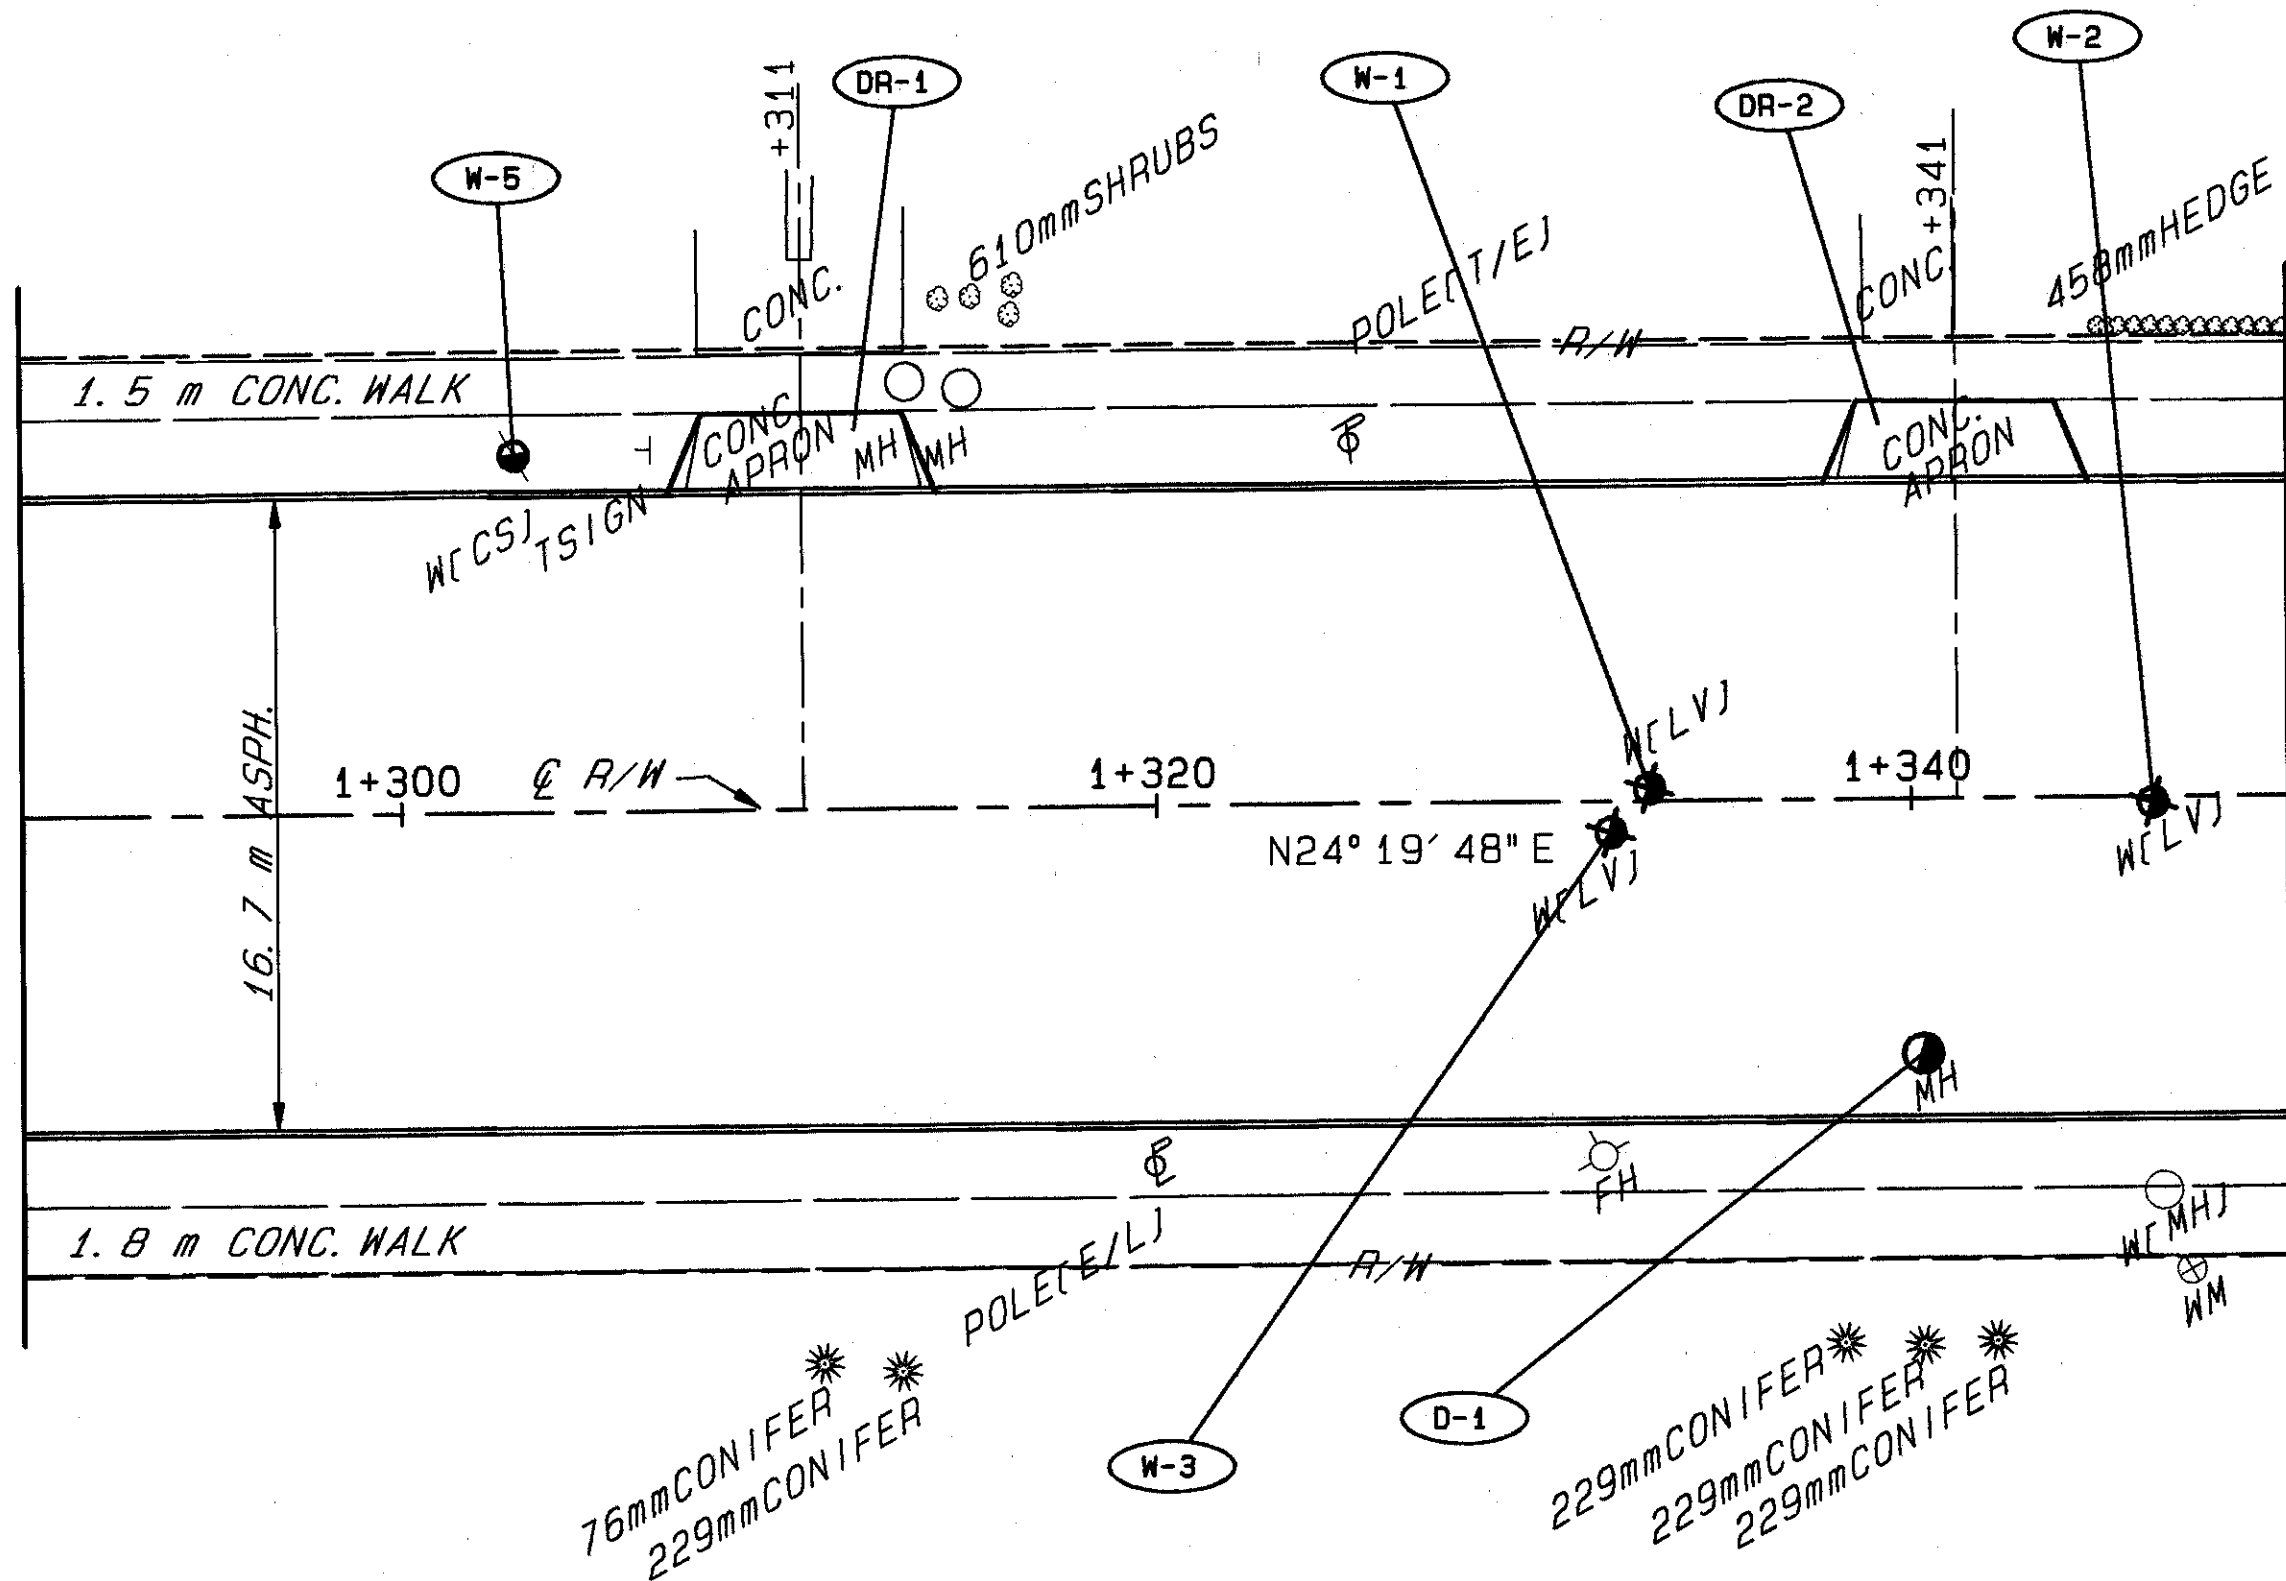 W-2
W-1
DR-1
DR-2
+311
+341
W-5
610mmSHRUBS
458mmHEDGE
POLE[T/E]
CONC.
CONC.
R/W
1.5 m CONC. WALK
CONC.
APRON
MH
MH
CONC.
APRON
W[CS]
TSIGN
W[LV]
16.7 m ASPH.
1+300
℄ R/W
1+320
1+340
N24° 19′ 48" E
W[LV]
W[LV]
MH
FH
1.8 m CONC. WALK
POLE[E/L]
R/W
W[MH]
WM
76mmCONIFER
229mmCONIFER
D-1
W-3
229mmCONIFER
229mmCONIFER
229mmCONIFER